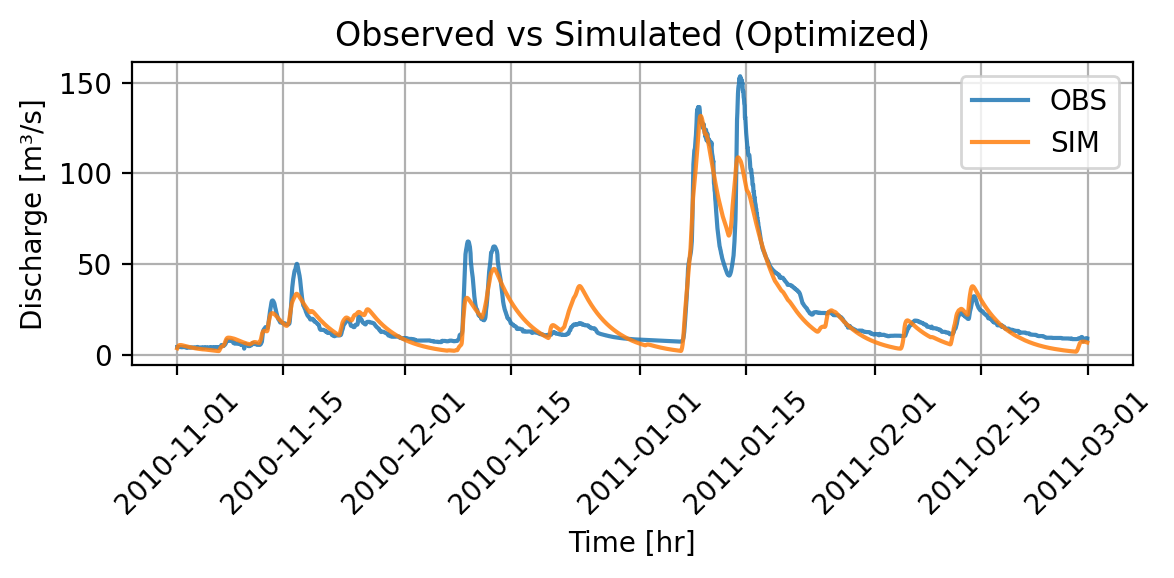 Observed vs Simulated (Optimized)
Discharge [m³/s]
150
100
50
0
OBS
SIM
2010-11-01
2010-11-15
2010-12-01
2010-12-15
2011-01-01
2011-01-15
2011-02-01
2011-02-15
2011-03-01
Time [hr]